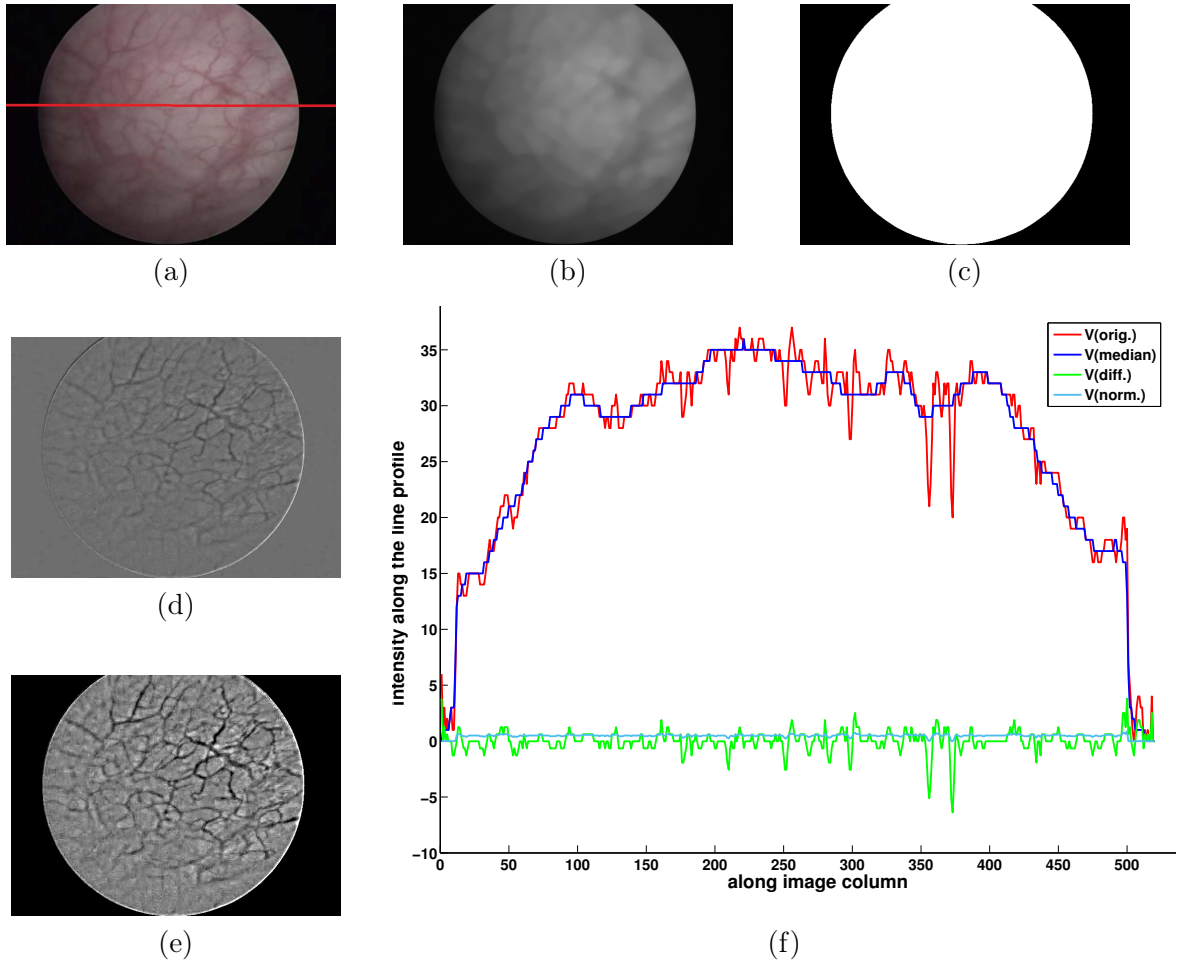 (a)
(b)
(c)
(d)
(e)
V(orig.)
V(median)
V(diff.)
V(norm.)
intensity along the line profile
35
30
25
20
15
10
5
0
−5
−10
0 50 100 150 200 250 300 350 400 450 500
along image column
(f)